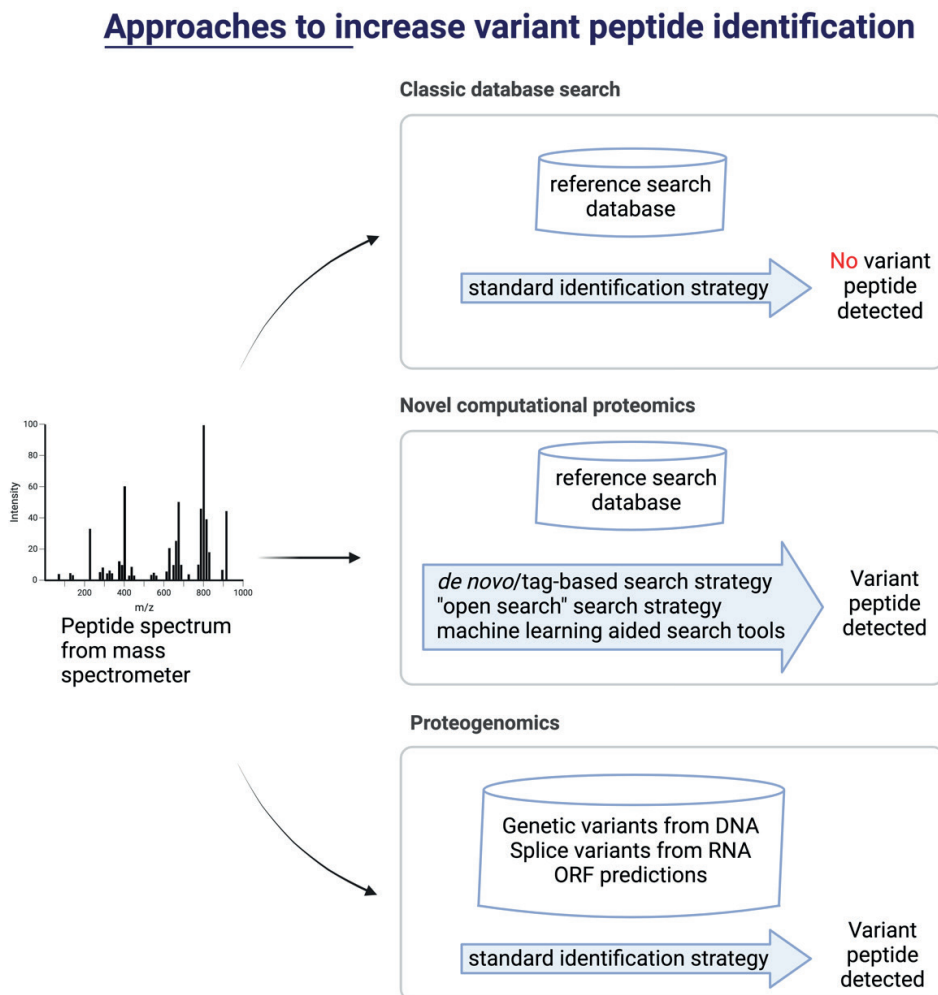 Approaches to increase variant peptide identification
Classic database search
reference search
database
standard identification strategy
No variant
peptide
detected
Novel computational proteomics
reference search
database
de novo/tag-based search strategy
"open search" search strategy
machine learning aided search tools
Variant
peptide
detected
100
80
60
40
20
0
Intensity
200
400
600
800
1000
m/z
Peptide spectrum
from mass
spectrometer
Proteogenomics
Genetic variants from DNA
Splice variants from RNA
ORF predictions
standard identification strategy
Variant
peptide
detected